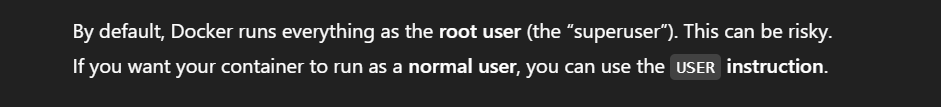 By default, Docker runs everything as the root user (the “superuser”). This can be risky.
If you want your container to run as a normal user, you can use the USER instruction.